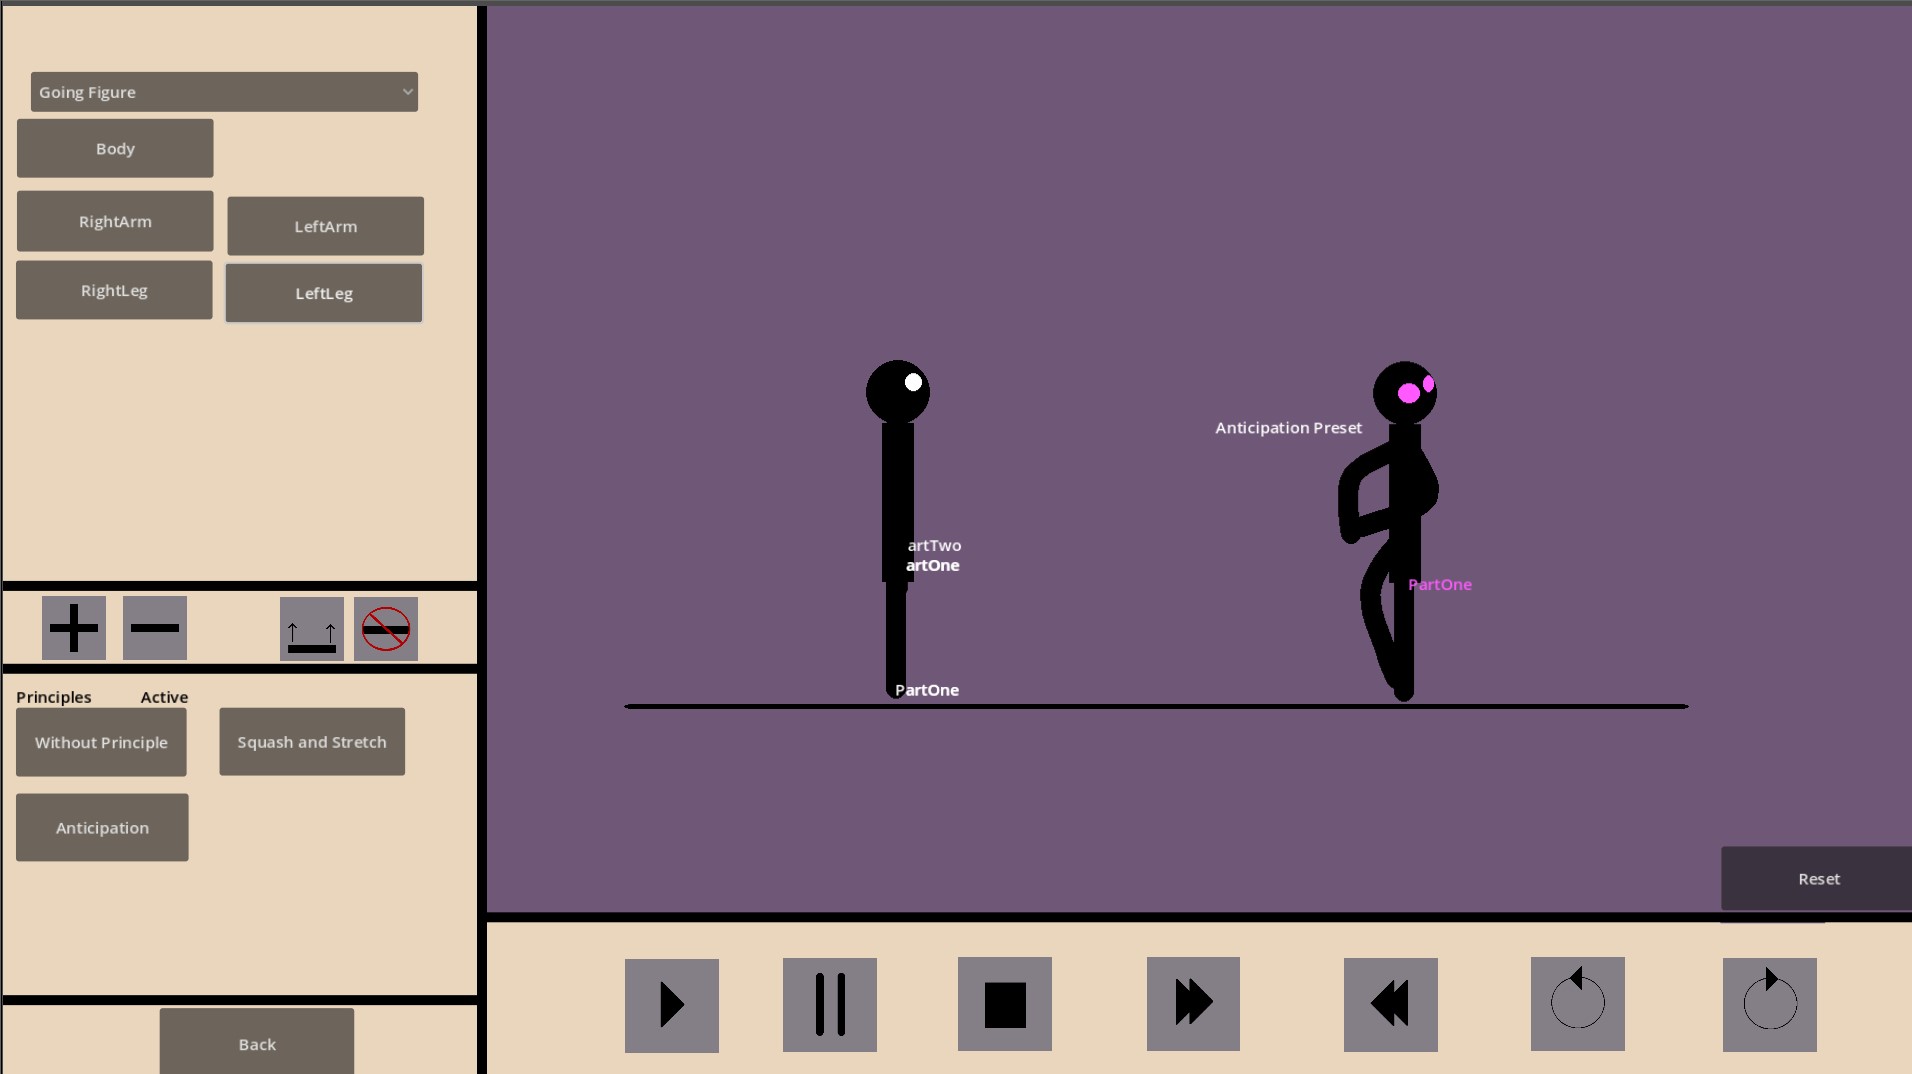 Going Figure
Body
RightArm
LeftArm
RightLeg
LeftLeg
Principles
Active
Without Principle
Squash and Stretch
Anticipation
Back
Anticipation Preset
artTwo
artOne
PartOne
PartOne
Reset